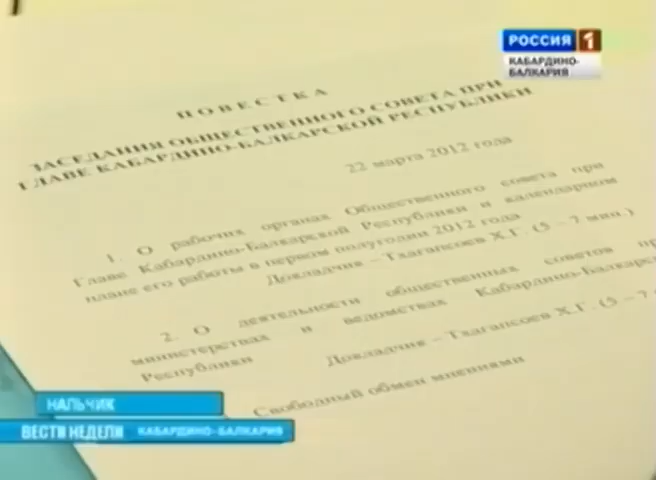 РОССИЯ 1
КАБАРДИНО-
БАЛКАРИЯ
ПОВЕСТКА
ЗАСЕДАНИЯ ОБЩЕСТВЕННОГО СОВЕТА ПРИ
ГЛАВЕ КАБАРДИНО-БАЛКАРСКОЙ РЕСПУБЛИКИ
22 марта 2012 года
1. О рабочих органах Общественного совета при
Главе Кабардино-Балкарской Республики и календарном
плане его работы в первом полугодии 2012 года
Докладчик – Тхагапсоев Х.Г. (5 – 7 мин.)
2. О деятельности общественных советов
министерствах и ведомствах Кабардино-Балкарс
Республики
Докладчик – Тхагапсоев Х.Г. (5 – 7
Свободный обмен мнениями
НАЛЬЧИК
ВЕСТИ НЕДЕЛИ КАБАРДИНО-БАЛКАРИЯ